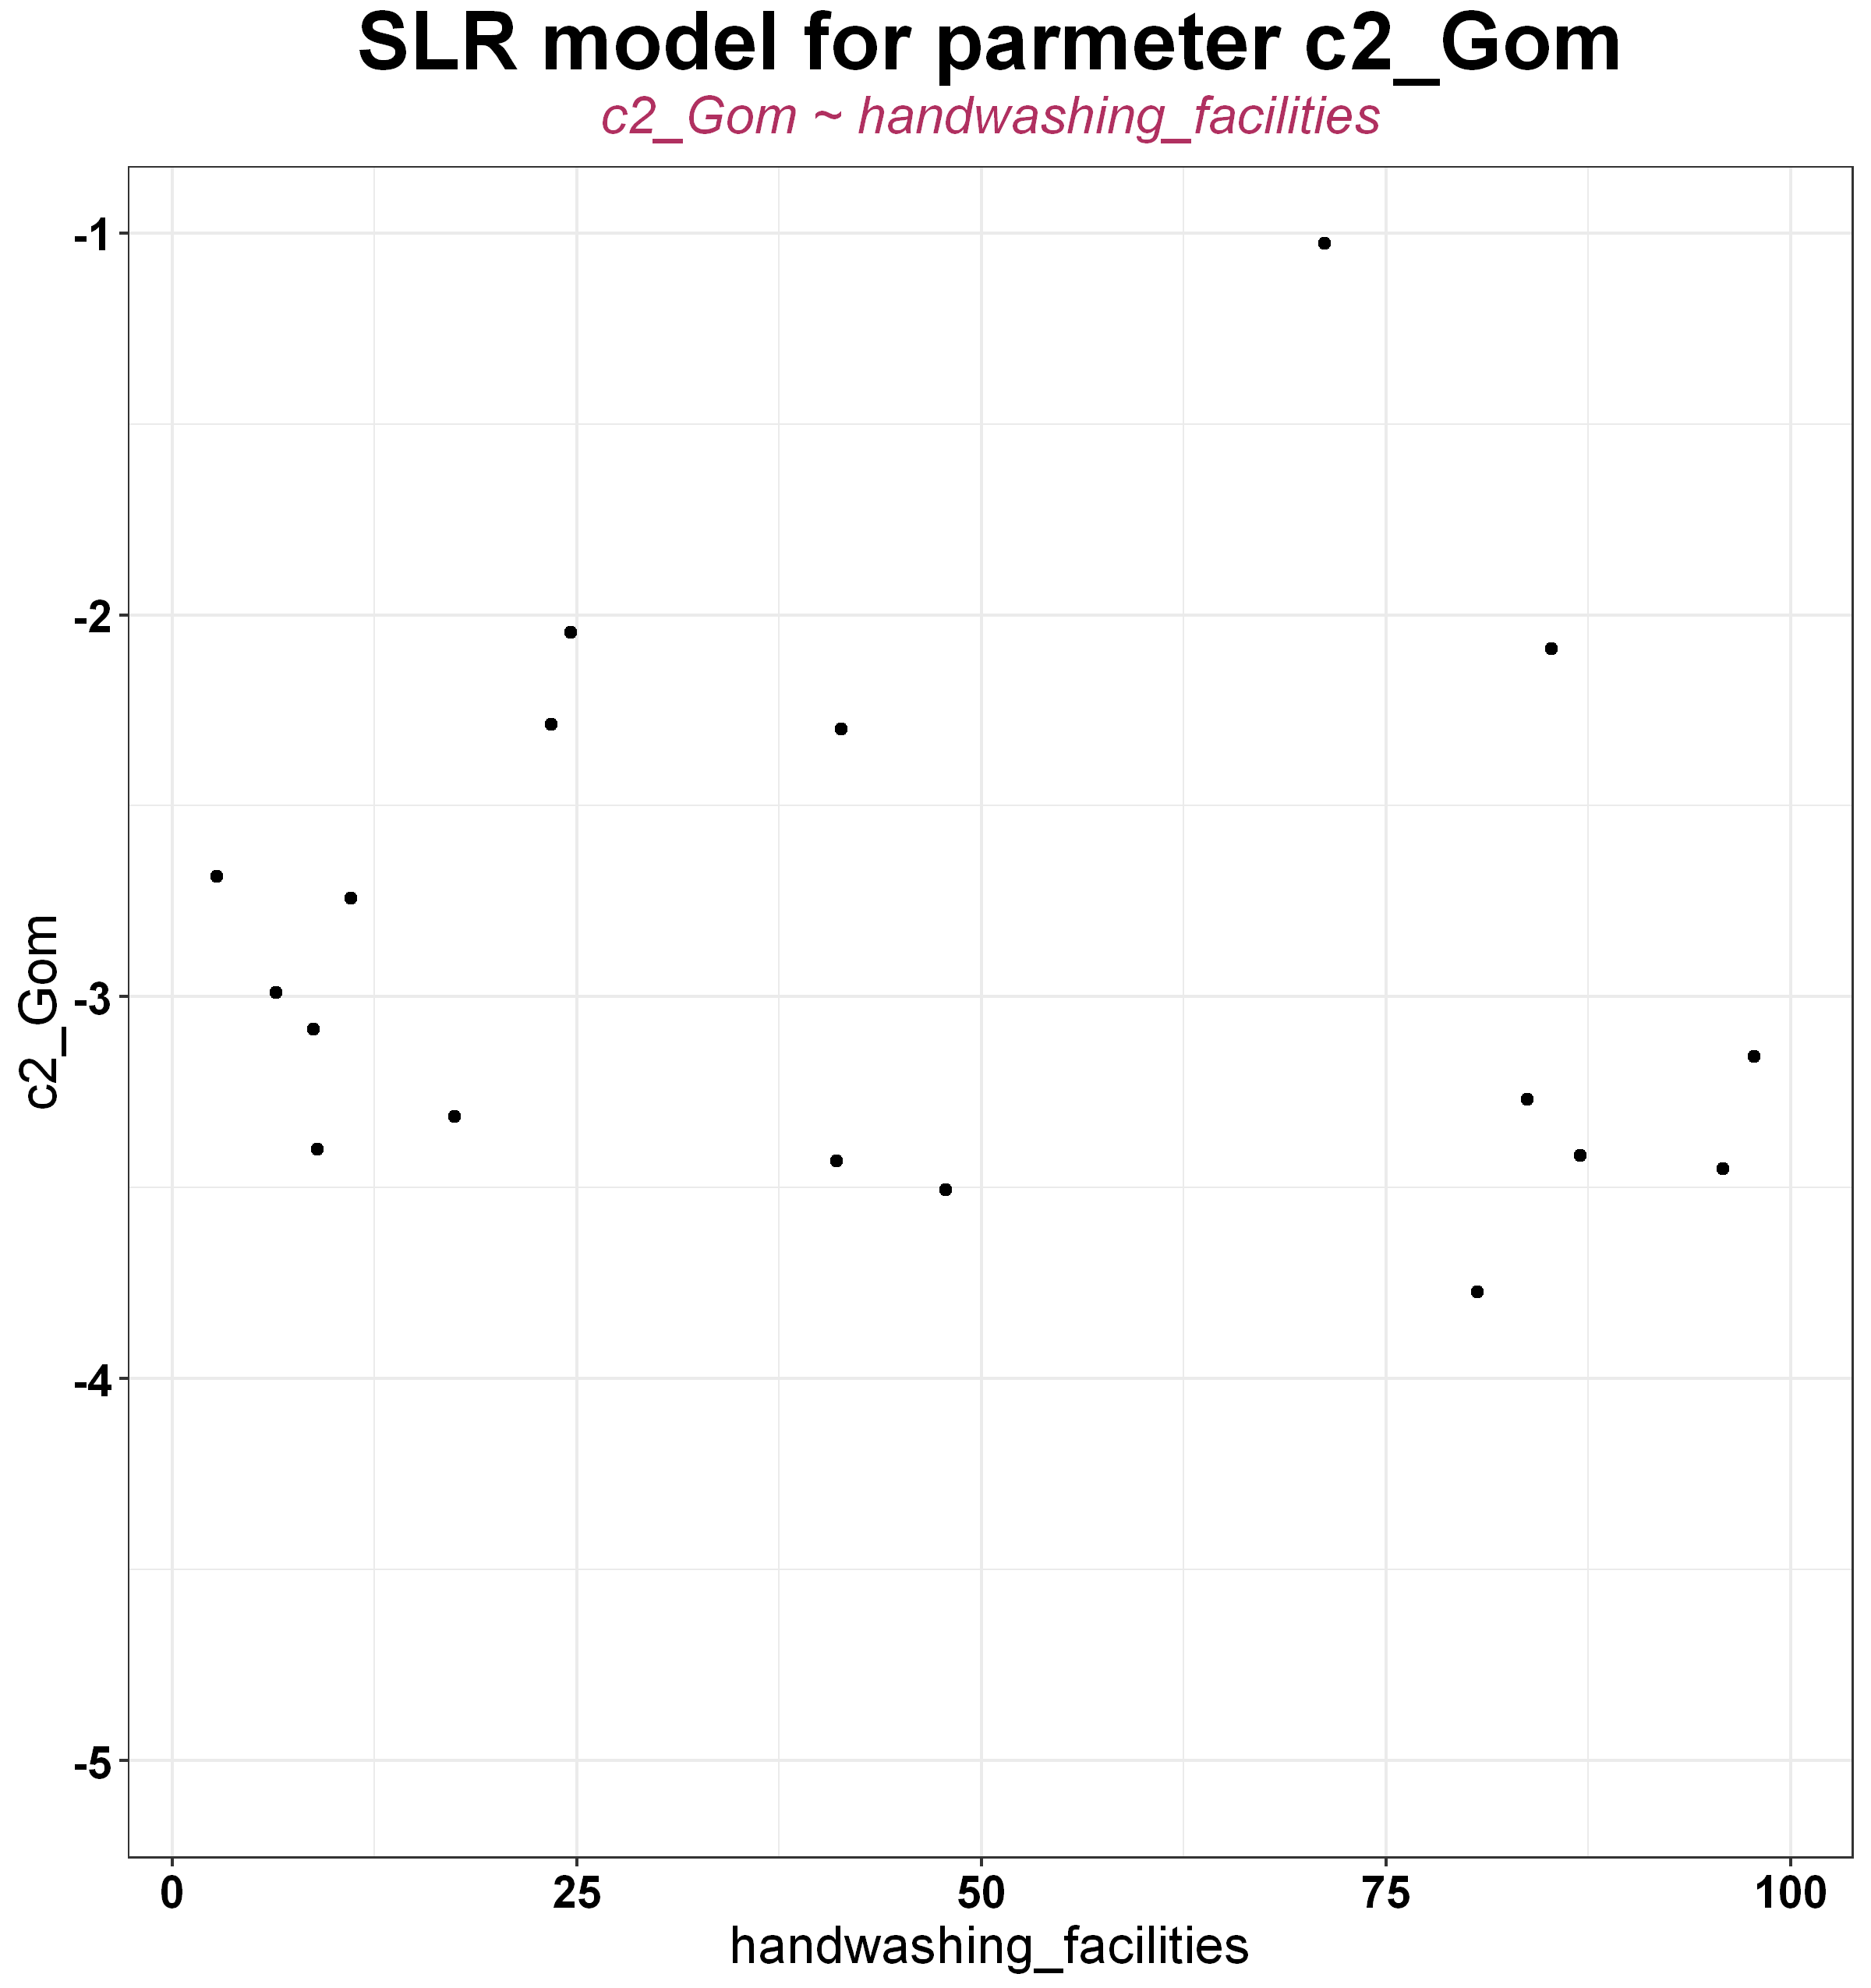 SLR model for parmeter c2_Gom
c2_Gom ~ handwashing_facilities
-1
-2
-3
-4
-5
c2_Gom
0 25 50 75 100
handwashing_facilities